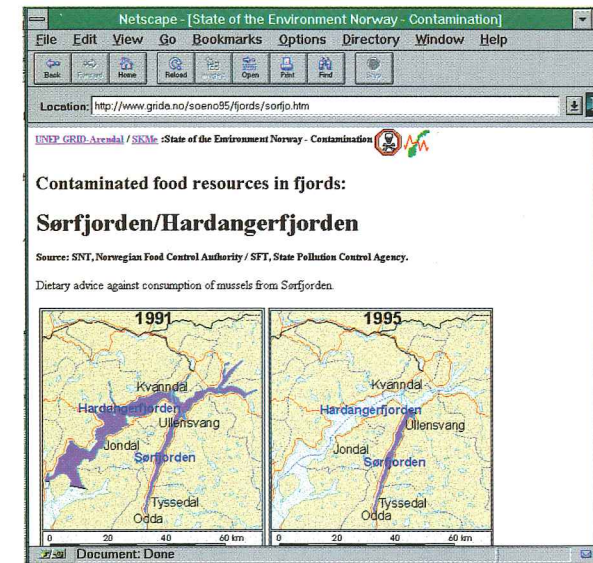 Netscape - [State of the Environment Norway - Contamination]
File Edit View Go Bookmarks Options Directory Window Help
Back Forward Home Reload Images Open Print Find Stop
Location: http://www.grida.no/soeno95/fjords/sorfjo.htm
UNEP GRID-Arendal / SKMe :State of the Environment Norway - Contamination
Contaminated food resources in fjords:
Sørfjorden/Hardangerfjorden
Source: SNT, Norwegian Food Control Authority / SFT, State Pollution Control Agency.
Dietary advice against consumption of mussels from Sørfjorden.
1991
Kvanndal
Hardangerfjorden
Ullensvang
Jondal
Sørfjorden
Tyssedal
Odda
0 20 40 60 km
1995
Kvanndal
Hardangerfjorden
Ullensvang
Jondal
Sørfjorden
Tyssedal
Odda
0 20 40 60 km
Document: Done